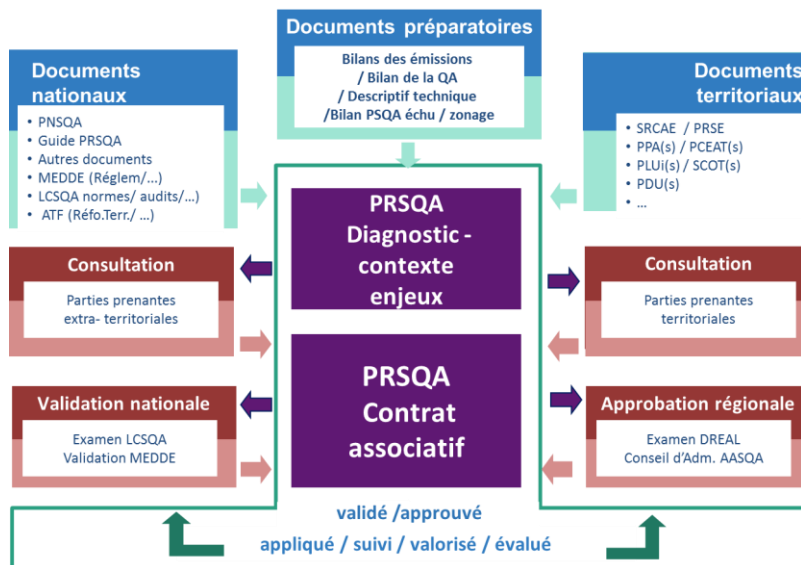 Documents préparatoires
Bilans des émissions
/ Bilan de la QA
/ Descriptif technique
/Bilan PSQA échu / zonage
Documents
nationaux
• PNSQA
• Guide PRSQA
• Autres documents
• MEDDE (Réglem/...)
• LCSQA normes/ audits/...)
• ATF (Réfo.Terr./ ...)
Documents
territoriaux
• SRCAE / PRSE
• PPA(s) / PCEAT(s)
• PLUi(s) / SCOT(s)
• PDU(s)
• ...
PRSQA
Diagnostic -
contexte
enjeux
Consultation
Parties prenantes
extra- territoriales
Consultation
Parties prenantes
territoriales
PRSQA
Contrat
associatif
Validation nationale
Examen LCSQA
Validation MEDDE
Approbation régionale
Examen DREAL
Conseil d'Adm. AASQA
validé /approuvé
appliqué / suivi / valorisé / évalué